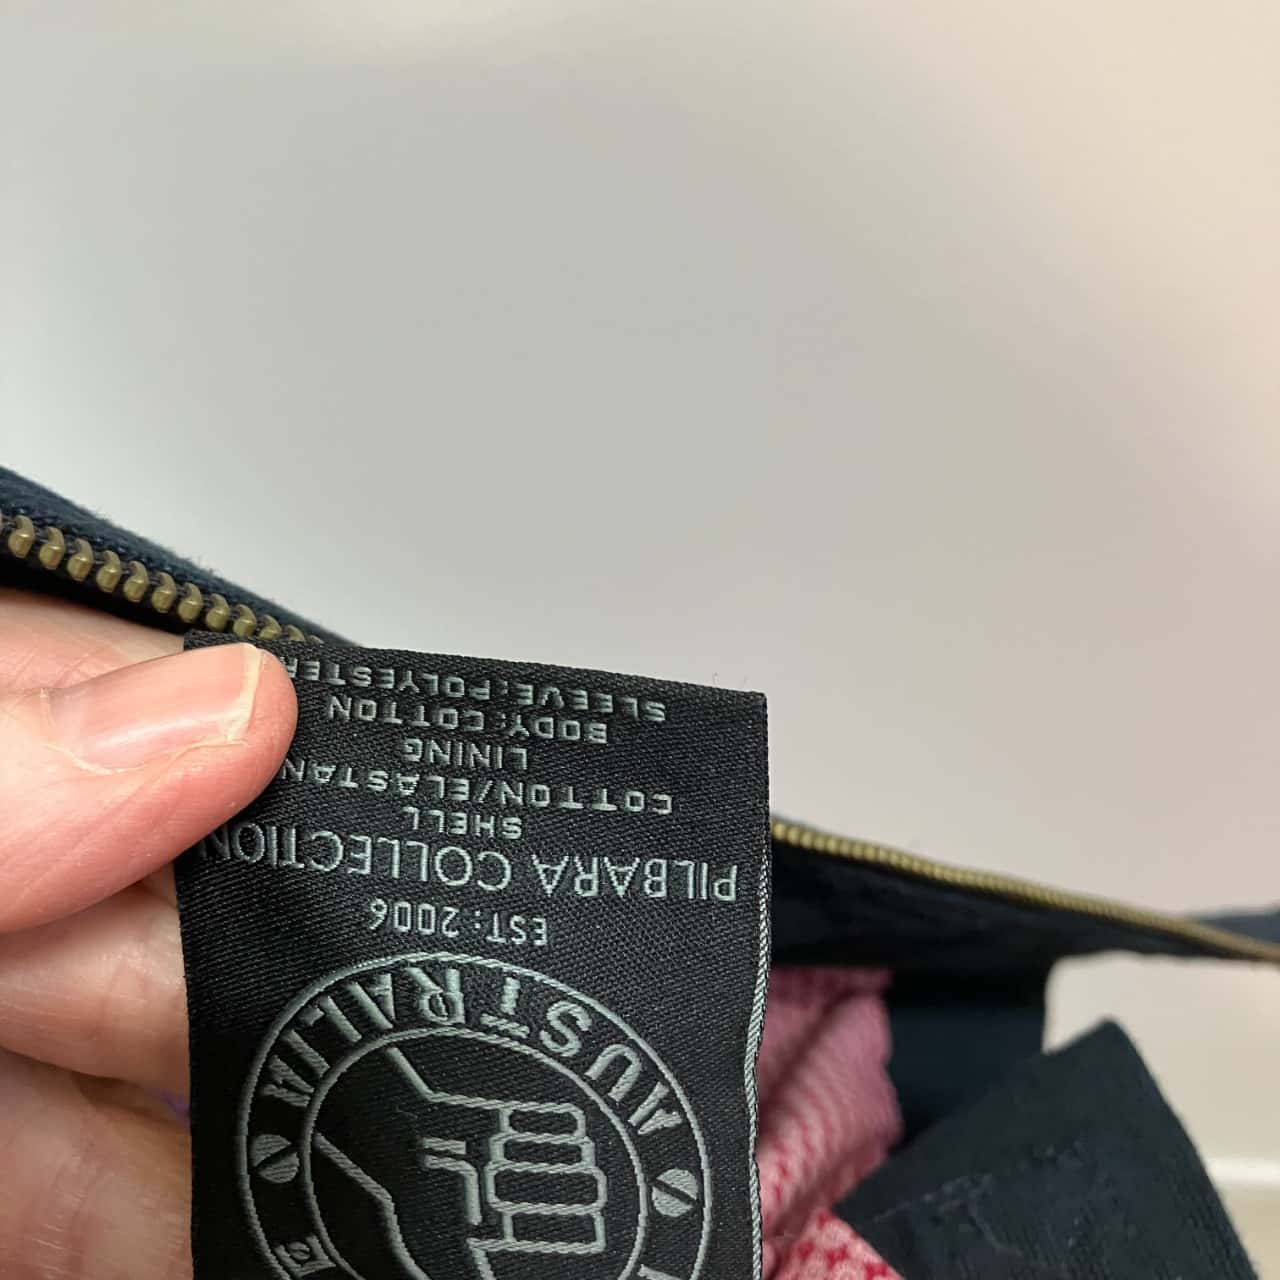 AUSTRALIA
EST: 2006
PILBARA COLLECTION
SHELL
COTTON/ELASTAN
LINING
BODY: COTTON
SLEEVE: POLYESTER